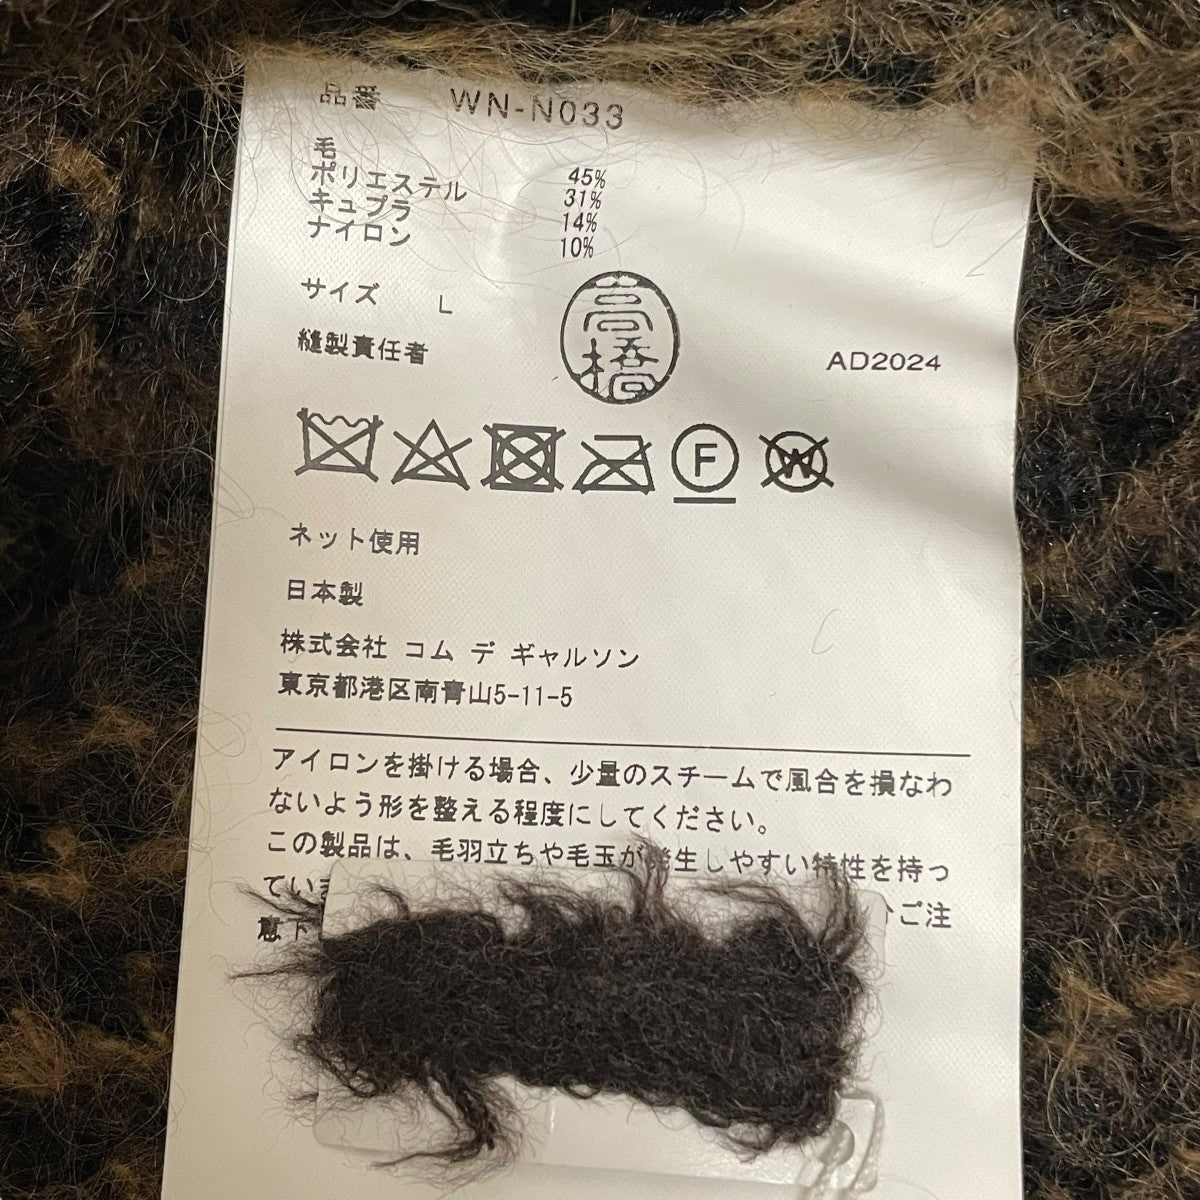 品番 WN-N033
毛 45%
ポリエステル 31%
キュプラ 14%
ナイロン 10%
サイズ L
縫製責任者 高橋
AD2024
F
W
ネット使用
日本製
株式会社 コム デ ギャルソン
東京都港区南青山5-11-5
アイロンを掛ける場合、少量のスチームで風合を損なわ
ないよう形を整える程度にしてください。
この製品は、毛羽立ちや毛玉が発生しやすい特性を持っ
ていま
ご注
意下